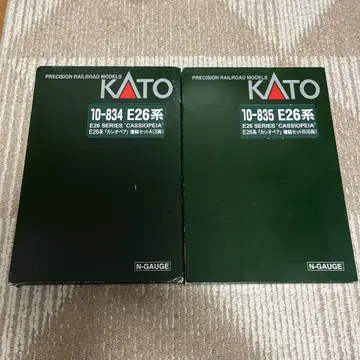 PRECISION RAILROAD MODELS
KATO
10-834 E26系
E26 SERIES "CASSIOPEIA"
E26系「カシオペア」増結セットA(3両)
N-GAUGE
PRECISION RAILROAD MODELS
KATO
10-835 E26系
E26 SERIES "CASSIOPEIA"
E26系「カシオペア」増結セットB(6両)
N-GAUGE